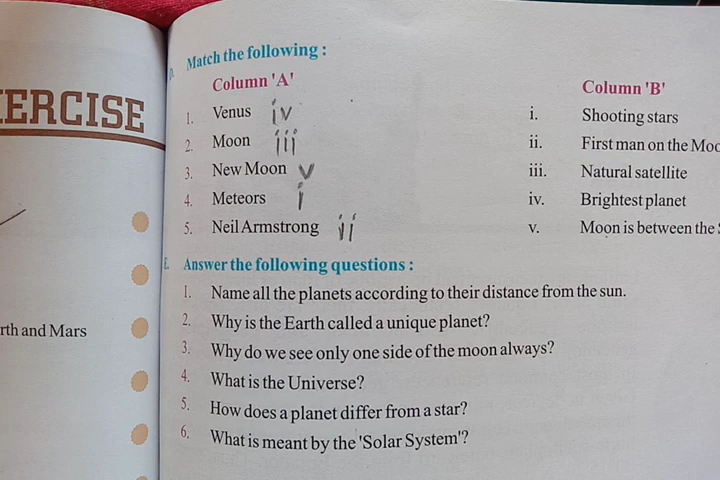 ERCISE
rth and Mars
D. Match the following :
Column 'A' Column 'B'
1. Venus iv i. Shooting stars
2. Moon iii ii. First man on the Moo
3. New Moon v iii. Natural satellite
4. Meteors i iv. Brightest planet
5. Neil Armstrong ii v. Moon is between the
E. Answer the following questions :
1. Name all the planets according to their distance from the sun.
2. Why is the Earth called a unique planet?
3. Why do we see only one side of the moon always?
4. What is the Universe?
5. How does a planet differ from a star?
6. What is meant by the 'Solar System'?